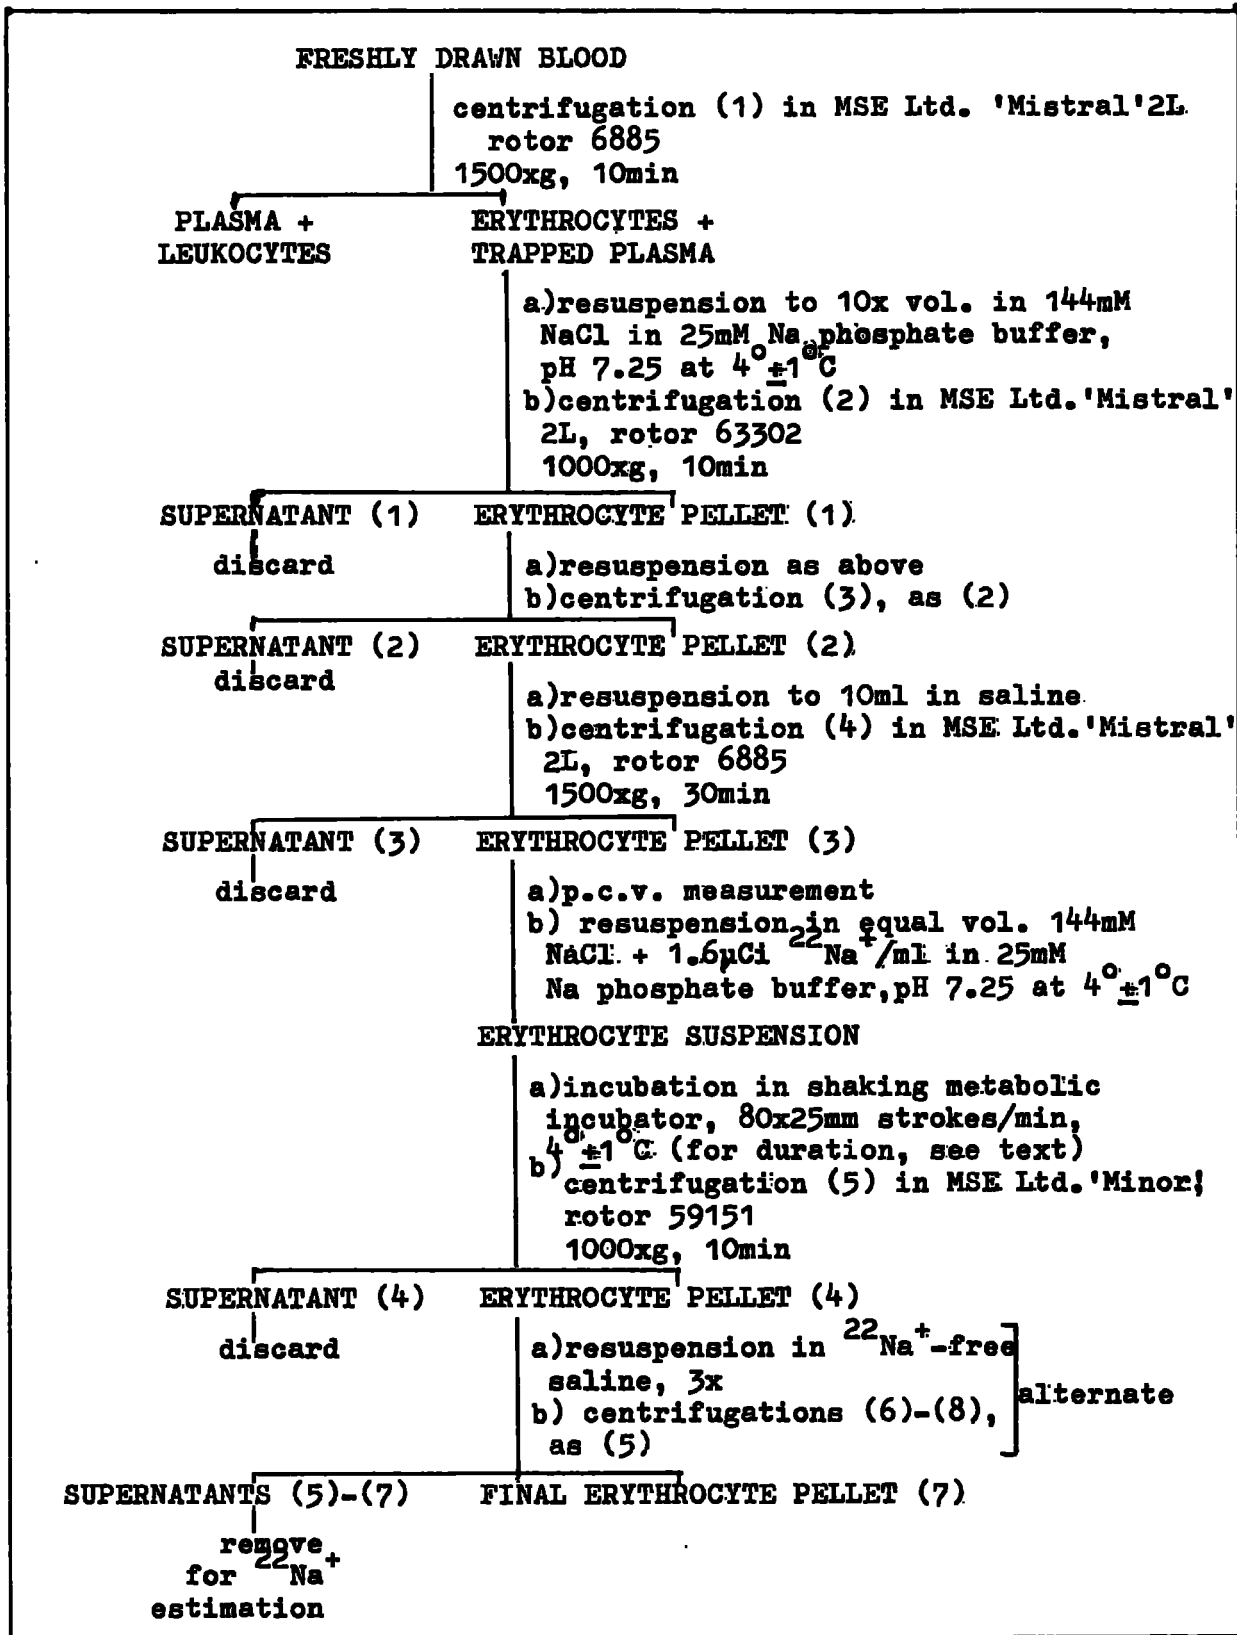 FRESHLY DRAWN BLOOD
centrifugation (1) in MSE Ltd. 'Mistral' 2L
rotor 6885
1500xg, 10min
PLASMA + ERYTHROCYTES +
LEUKOCYTES TRAPPED PLASMA
a)resuspension to 10x vol. in 144mM
NaCl in 25mM Na phosphate buffer,
pH 7.25 at 4°±1°C
b)centrifugation (2) in MSE Ltd.'Mistral'
2L, rotor 63302
1000xg, 10min
SUPERNATANT (1) ERYTHROCYTE PELLET (1)
discard
a)resuspension as above
b)centrifugation (3), as (2)
SUPERNATANT (2) ERYTHROCYTE PELLET (2)
discard
a)resuspension to 10ml in saline
b)centrifugation (4) in MSE Ltd.'Mistral'
2L, rotor 6885
1500xg, 30min
SUPERNATANT (3) ERYTHROCYTE PELLET (3)
discard
a)p.c.v. measurement
b) resuspension in equal vol. 144mM
NaCl + 1.6µCi ²²Na⁺/ml in 25mM
Na phosphate buffer,pH 7.25 at 4°±1°C
ERYTHROCYTE SUSPENSION
a)incubation in shaking metabolic
incubator, 80x25mm strokes/min,
4°±1°C (for duration, see text)
b)centrifugation (5) in MSE Ltd.'Minor'
rotor 59151
1000xg, 10min
SUPERNATANT (4) ERYTHROCYTE PELLET (4)
discard
a)resuspension in ²²Na⁺-free
saline, 3x
alternate
b) centrifugations (6)-(8),
as (5)
SUPERNATANTS (5)-(7) FINAL ERYTHROCYTE PELLET (7)
remove
for ²²Na⁺
estimation